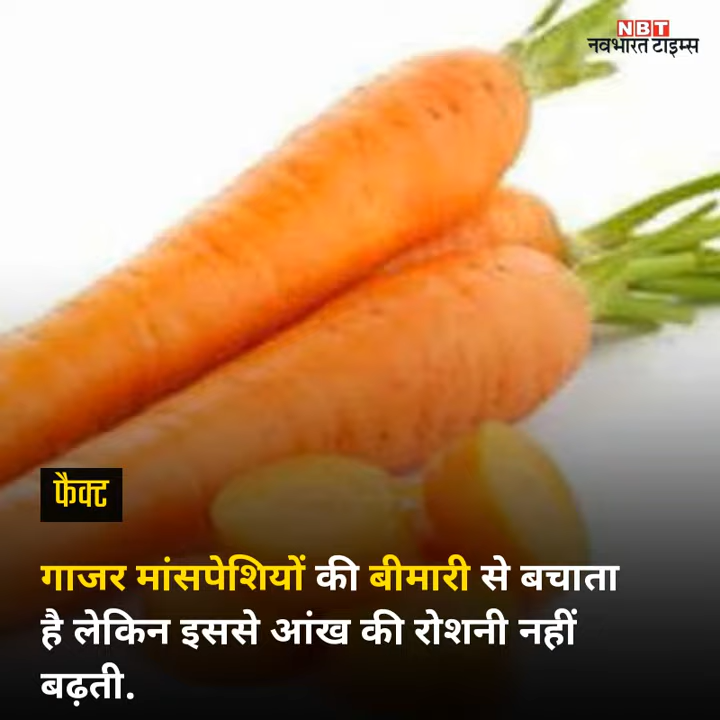 NBT
नवभारत टाइम्स
फैक्ट
गाजर मांसपेशियों की बीमारी से बचाता
है लेकिन इससे आंख की रोशनी नहीं
बढ़ती.